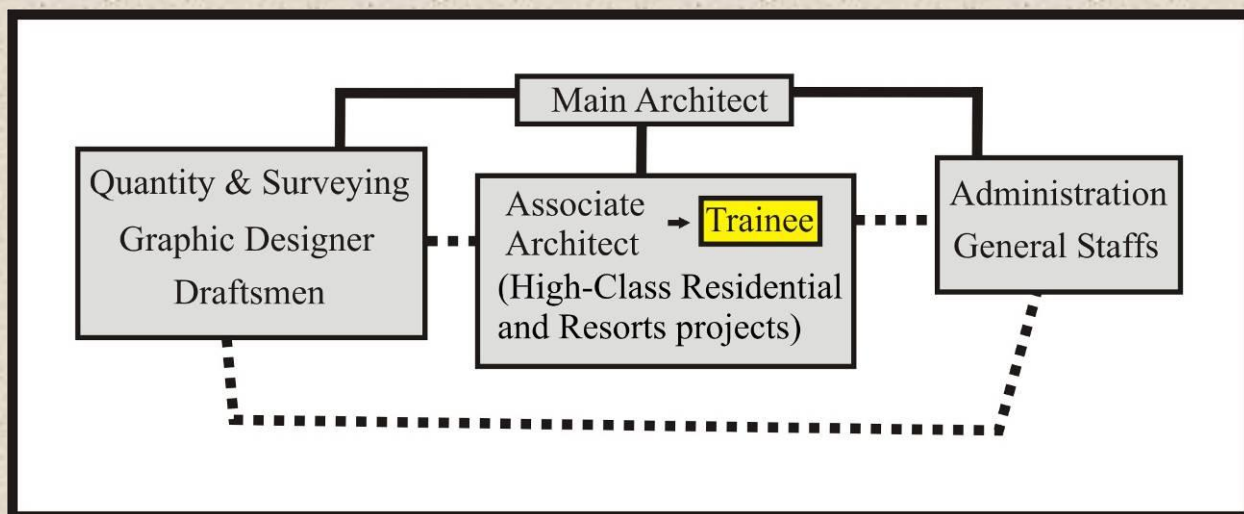 Main Architect
Quantity & Surveying
Graphic Designer
Draftsmen
Associate
Architect
Trainee
(High-Class Residential
and Resorts projects)
Administration
General Staffs